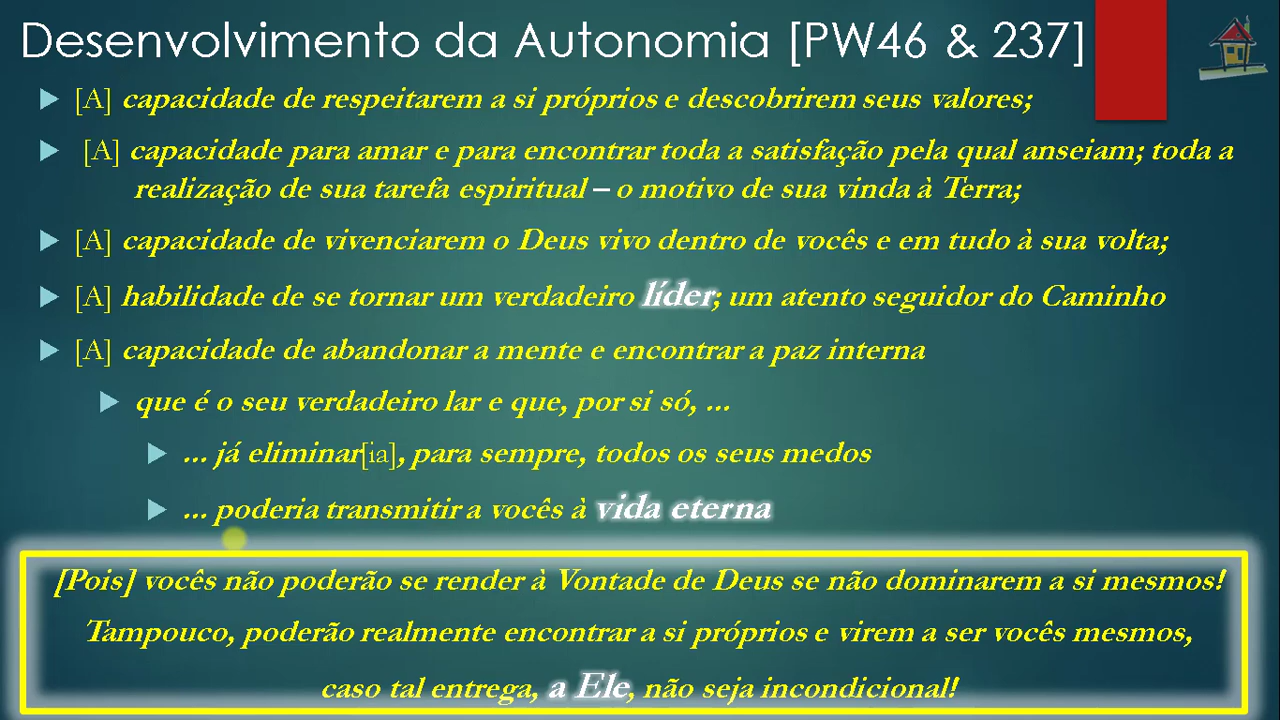 Desenvolvimento da Autonomia [PW46 & 237]
[A] capacidade de respeitarem a si próprios e descobrirem seus valores;
[A] capacidade para amar e para encontrar toda a satisfação pela qual anseiam; toda a
realização de sua tarefa espiritual – o motivo de sua vinda à Terra;
[A] capacidade de vivenciarem o Deus vivo dentro de vocês e em tudo à sua volta;
[A] habilidade de se tornar um verdadeiro líder; um atento seguidor do Caminho
[A] capacidade de abandonar a mente e encontrar a paz interna
que é o seu verdadeiro lar e que, por si só, ...
... já eliminar[ia], para sempre, todos os seus medos
... poderia transmitir a vocês à vida eterna
[Pois] vocês não poderão se render à Vontade de Deus se não dominarem a si mesmos!
Tampouco, poderão realmente encontrar a si próprios e virem a ser vocês mesmos,
caso tal entrega, a Ele, não seja incondicional!